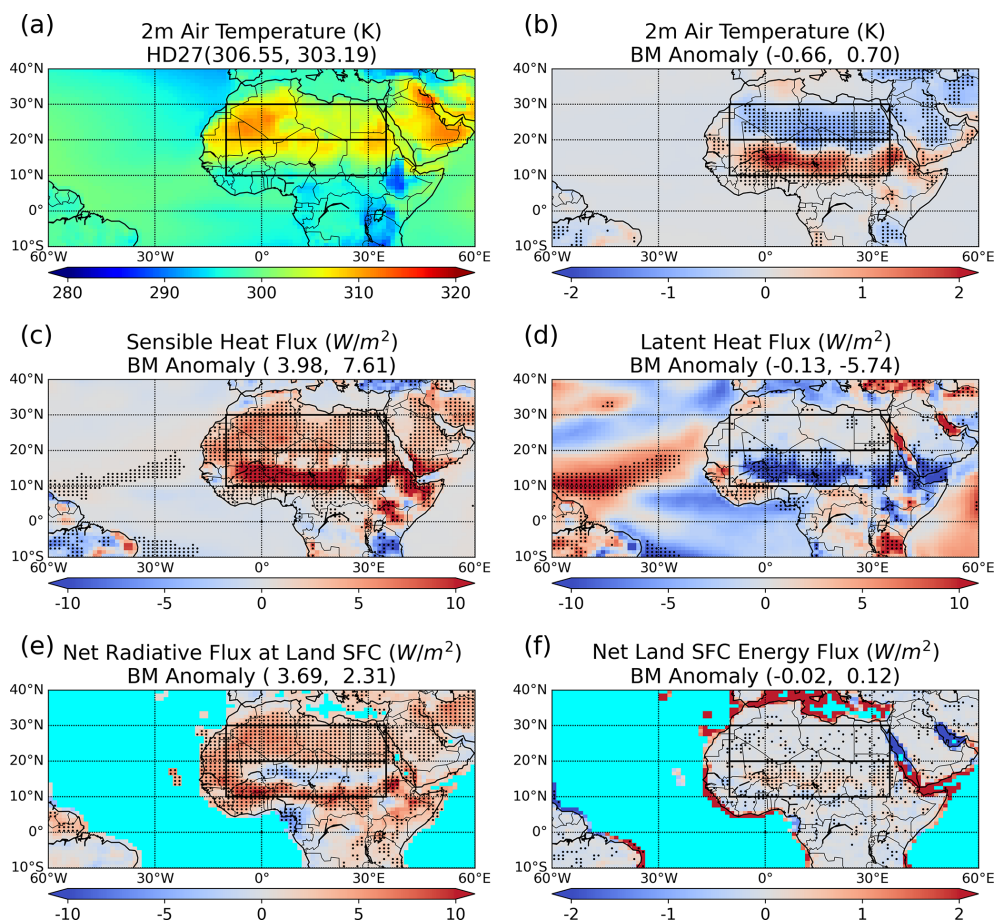 (a)
2m Air Temperature (K)
HD27(306.55, 303.19)
40°N
30°N
20°N
10°N
0°
10°S
60°W 30°W 0° 30°E 60°E
280 290 300 310 320
(b)
2m Air Temperature (K)
BM Anomaly (-0.66, 0.70)
40°N
30°N
20°N
10°N
0°
10°S
60°W 30°W 0° 30°E 60°E
-2 -1 0 1 2
(c)
Sensible Heat Flux (W/m²)
BM Anomaly ( 3.98, 7.61)
40°N
30°N
20°N
10°N
0°
10°S
60°W 30°W 0° 30°E 60°E
-10 -5 0 5 10
(d)
Latent Heat Flux (W/m²)
BM Anomaly (-0.13, -5.74)
40°N
30°N
20°N
10°N
0°
10°S
60°W 30°W 0° 30°E 60°E
-10 -5 0 5 10
(e)
Net Radiative Flux at Land SFC (W/m²)
BM Anomaly ( 3.69, 2.31)
40°N
30°N
20°N
10°N
0°
10°S
60°W 30°W 0° 30°E 60°E
-10 -5 0 5 10
(f)
Net Land SFC Energy Flux (W/m²)
BM Anomaly (-0.02, 0.12)
40°N
30°N
20°N
10°N
0°
10°S
60°W 30°W 0° 30°E 60°E
-2 -1 0 1 2